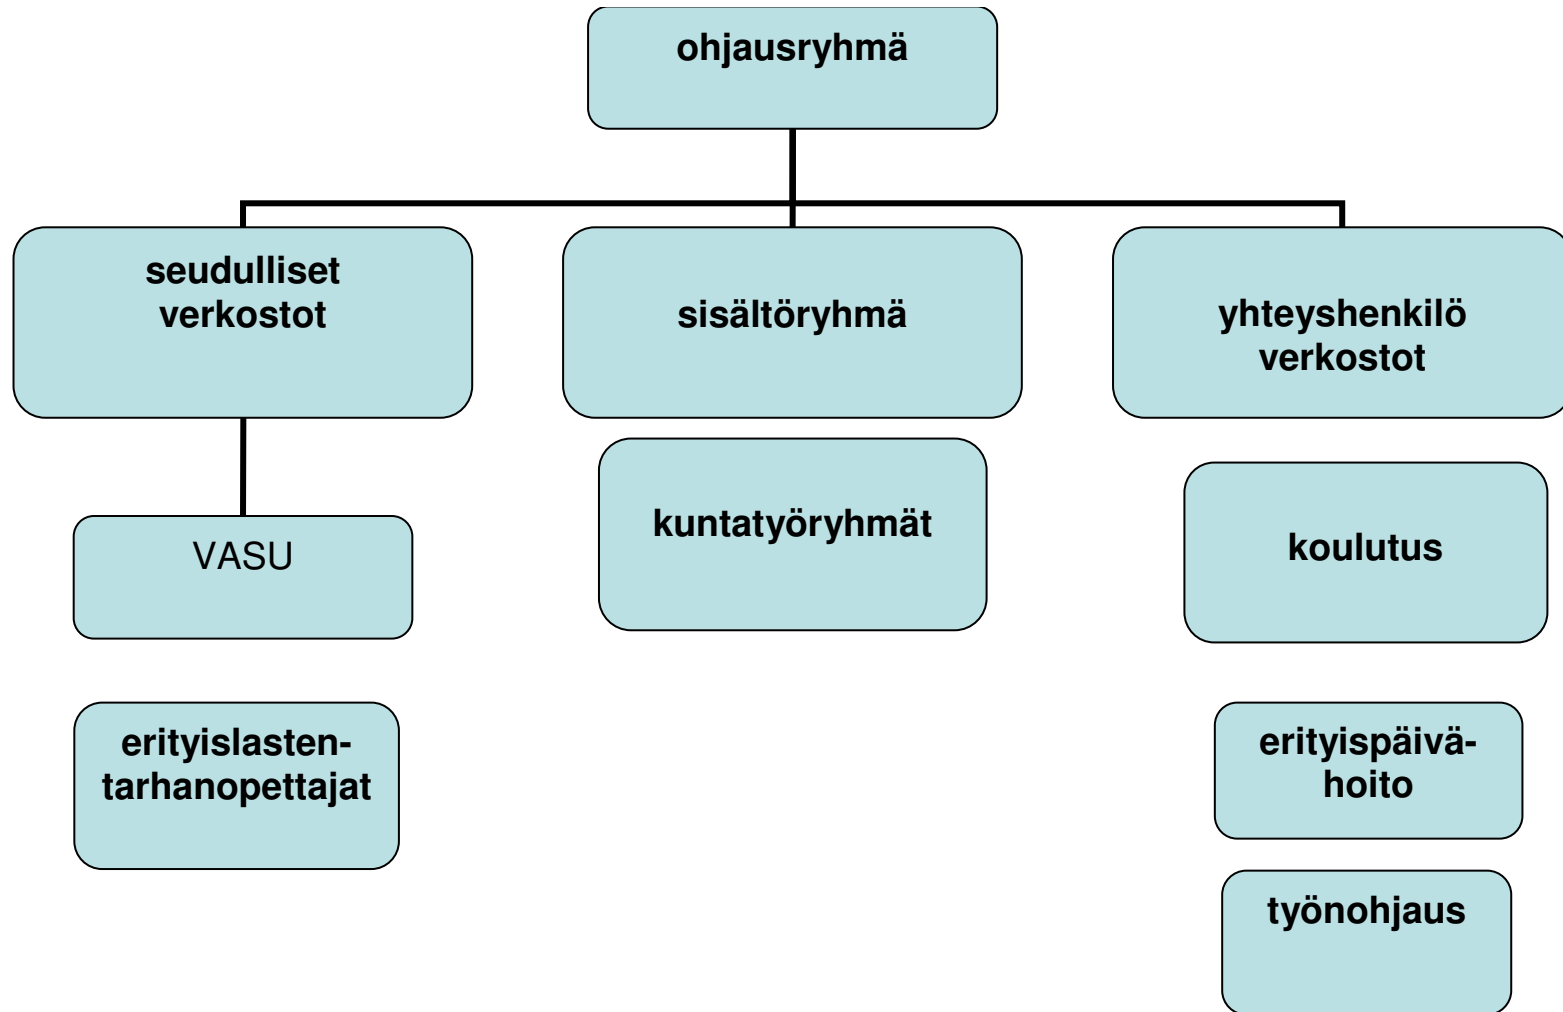 ohjausryhmä
seudulliset
verkostot
sisältöryhmä
yhteyshenkilö
verkostot
VASU
kuntatyöryhmät
koulutus
erityislasten-
tarhanopettajat
erityispäivä-
hoito
työnohjaus